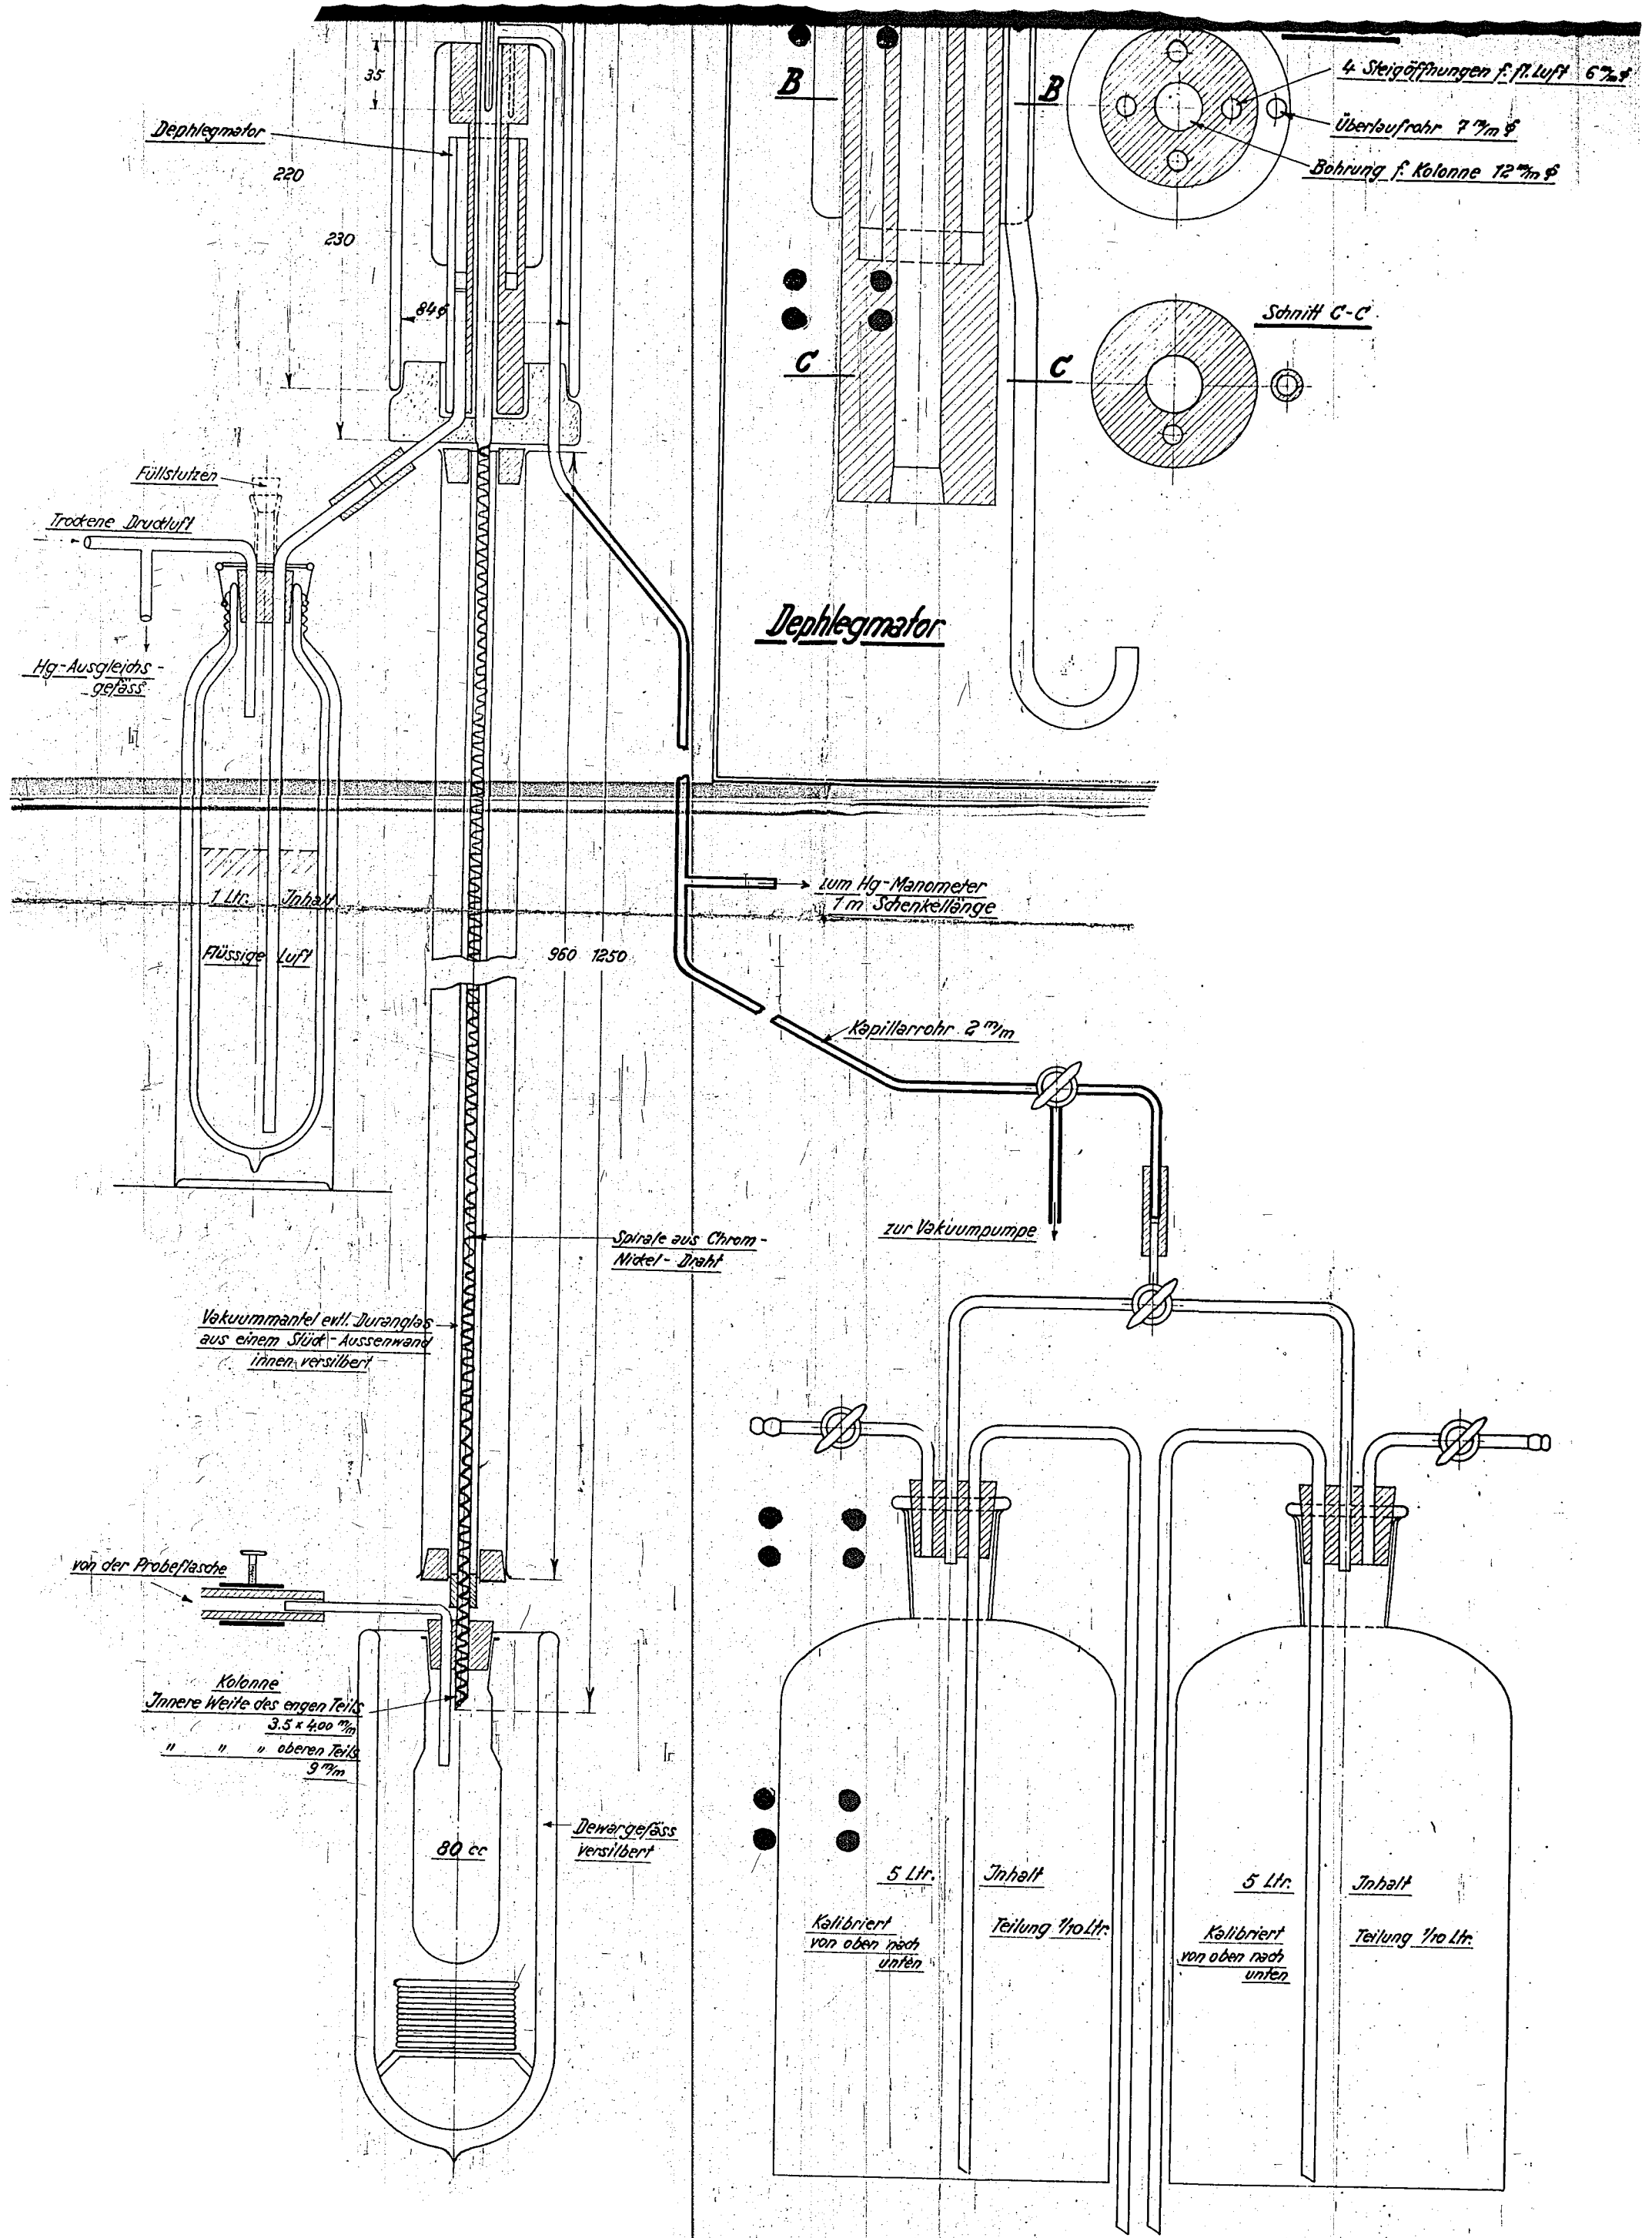 35
Dephlegmator
220
230
84φ
B
B
4 Steigöffnungen f. fl. Luft 6 m/m φ
Überlaufrohr 7 m/m φ
Bohrung f. Kolonne 12 m/m φ
C
C
Schnitt C-C
Dephlegmator
Füllstutzen
Trockene Druckluft
Hg-Ausgleichs-
gefäss
1 Ltr. Inhalt
Flüssige Luft
960 1250
zum Hg-Manometer
1 m Schenkellänge
Kapillarrohr 2 m/m
zur Vakuumpumpe
Spirale aus Chrom-
Nickel-Draht
Vakuummantel evtl. Duranglas
aus einem Stück-Aussenwand
innen versilbert
von der Probeflasche
Kolonne
Innere Weite des engen Teils
3.5 x 4.00 m/m
" " " oberen Teils
9 m/m
80 cc
Dewargefäss
versilbert
5 Ltr. Inhalt
Kalibriert
von oben nach
unten
Teilung 1/10 Ltr.
5 Ltr. Inhalt
Kalibriert
von oben nach
unten
Teilung 1/10 Ltr.